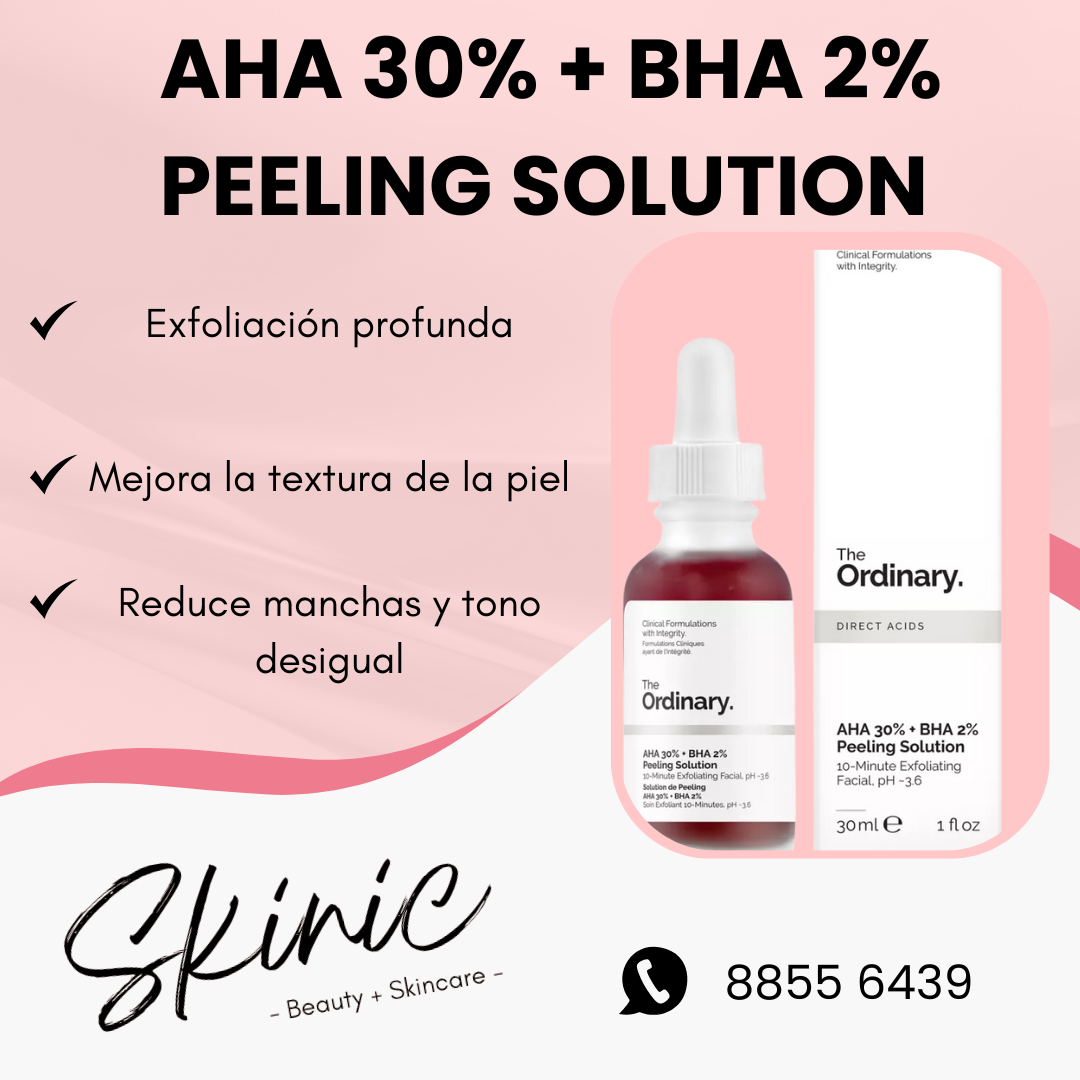 AHA 30% + BHA 2%
PEELING SOLUTION
Exfoliación profunda
Mejora la textura de la piel
Reduce manchas y tono
desigual
Clinical Formulations
with Integrity.
The
Ordinary.
DIRECT ACIDS
AHA 30% + BHA 2%
Peeling Solution
10-Minute Exfoliating
Facial, pH ~3.6
30 ml e 1 fl oz
Clinical Formulations
with Integrity.
Formulations Cliniques
ayant de l'intégrité.
The
Ordinary.
AHA 30% + BHA 2%
Peeling Solution
10-Minute Exfoliating Facial, pH ~3.6
Solution de Peeling
AHA 30% + BHA 2%
Soin Exfoliant 10-Minutes, pH ~3.6
Skinic
- Beauty + Skincare -
8855 6439